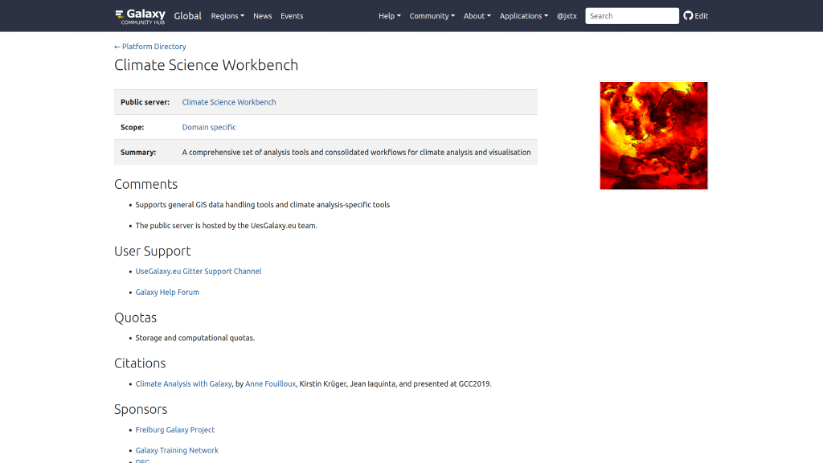 Galaxy
COMMUNITY HUB
Global
Regions
News
Events
Help
Community
About
Applications
@jxtx
Search
Edit
← Platform Directory
Climate Science Workbench
Public server: Climate Science Workbench
Scope: Domain specific
Summary: A comprehensive set of analysis tools and consolidated workflows for climate analysis and visualisation
Comments
• Supports general GIS data handling tools and climate analysis-specific tools
• The public server is hosted by the UesGalaxy.eu team.
User Support
• UseGalaxy.eu Gitter Support Channel
• Galaxy Help Forum
Quotas
• Storage and computational quotas.
Citations
• Climate Analysis with Galaxy, by Anne Fouilloux, Kirstin Krüger, Jean Iaquinta, and presented at GCC2019.
Sponsors
• Freiburg Galaxy Project
• Galaxy Training Network
• DFG